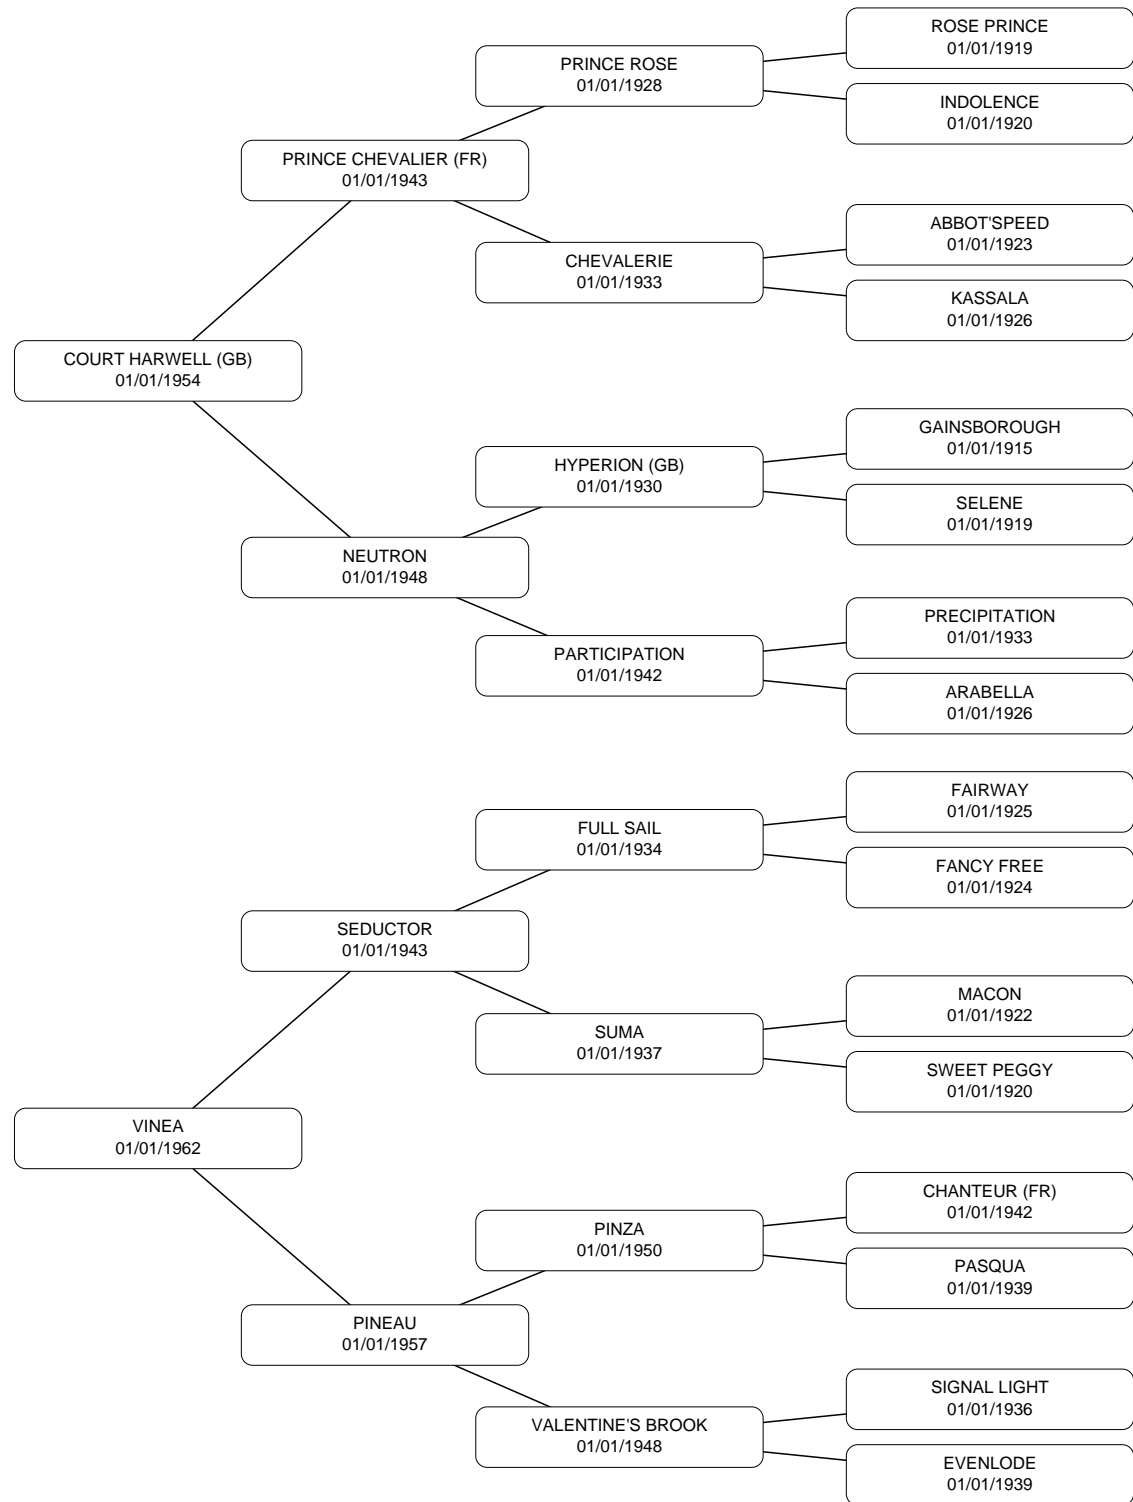 ROSE PRINCE
01/01/1919
PRINCE ROSE
01/01/1928
INDOLENCE
01/01/1920
PRINCE CHEVALIER (FR)
01/01/1943
ABBOT'SPEED
01/01/1923
CHEVALERIE
01/01/1933
KASSALA
01/01/1926
COURT HARWELL (GB)
01/01/1954
GAINSBOROUGH
01/01/1915
HYPERION (GB)
01/01/1930
SELENE
01/01/1919
NEUTRON
01/01/1948
PRECIPITATION
01/01/1933
PARTICIPATION
01/01/1942
ARABELLA
01/01/1926
FAIRWAY
01/01/1925
FULL SAIL
01/01/1934
FANCY FREE
01/01/1924
SEDUCTOR
01/01/1943
MACON
01/01/1922
SUMA
01/01/1937
SWEET PEGGY
01/01/1920
VINEA
01/01/1962
CHANTEUR (FR)
01/01/1942
PINZA
01/01/1950
PASQUA
01/01/1939
PINEAU
01/01/1957
SIGNAL LIGHT
01/01/1936
VALENTINE'S BROOK
01/01/1948
EVENLODE
01/01/1939